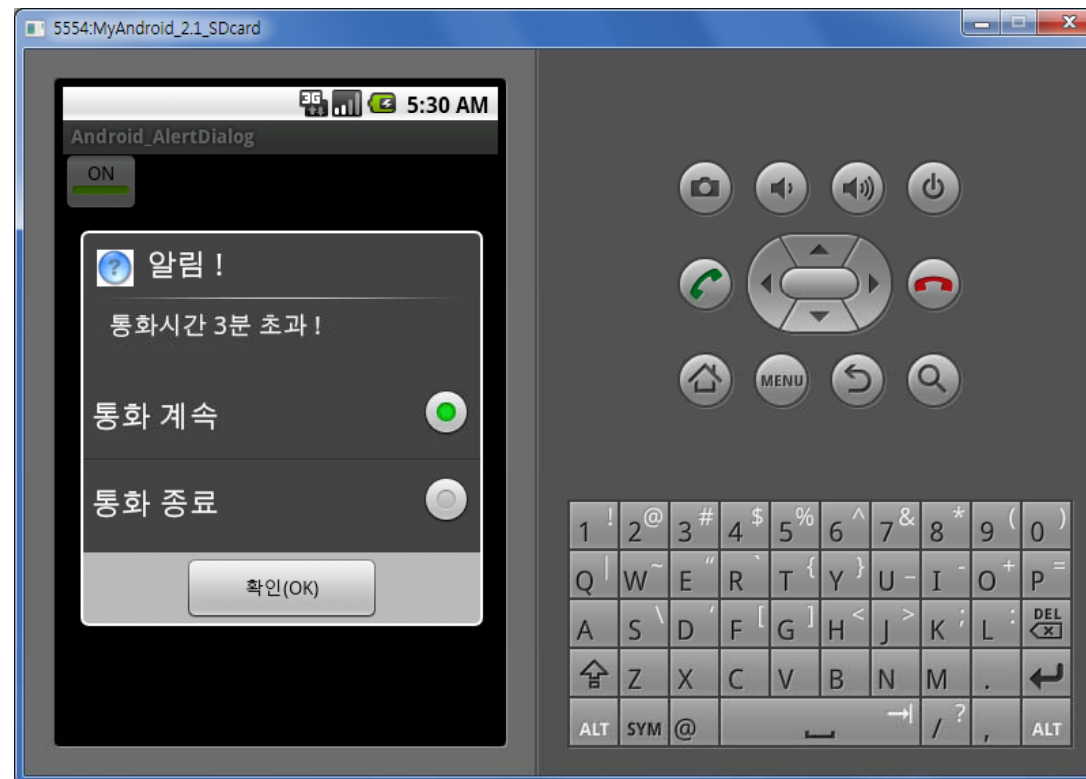 5554:MyAndroid_2.1_SDcard
3G 5:30 AM
Android_AlertDialog
ON
? 알림 !
통화시간 3분 초과 !
통화 계속
통화 종료
확인(OK)
MENU
1 ! 2 @ 3 # 4 $ 5 % 6 ^ 7 & 8 * 9 ( 0 )
Q | W ~ E “ R ` T { Y } U _ I - O + P =
A S \ D ‘ F [ G ] H < J > K ; L : DEL
Z X C V B N M .
ALT SYM @ / ? , ALT